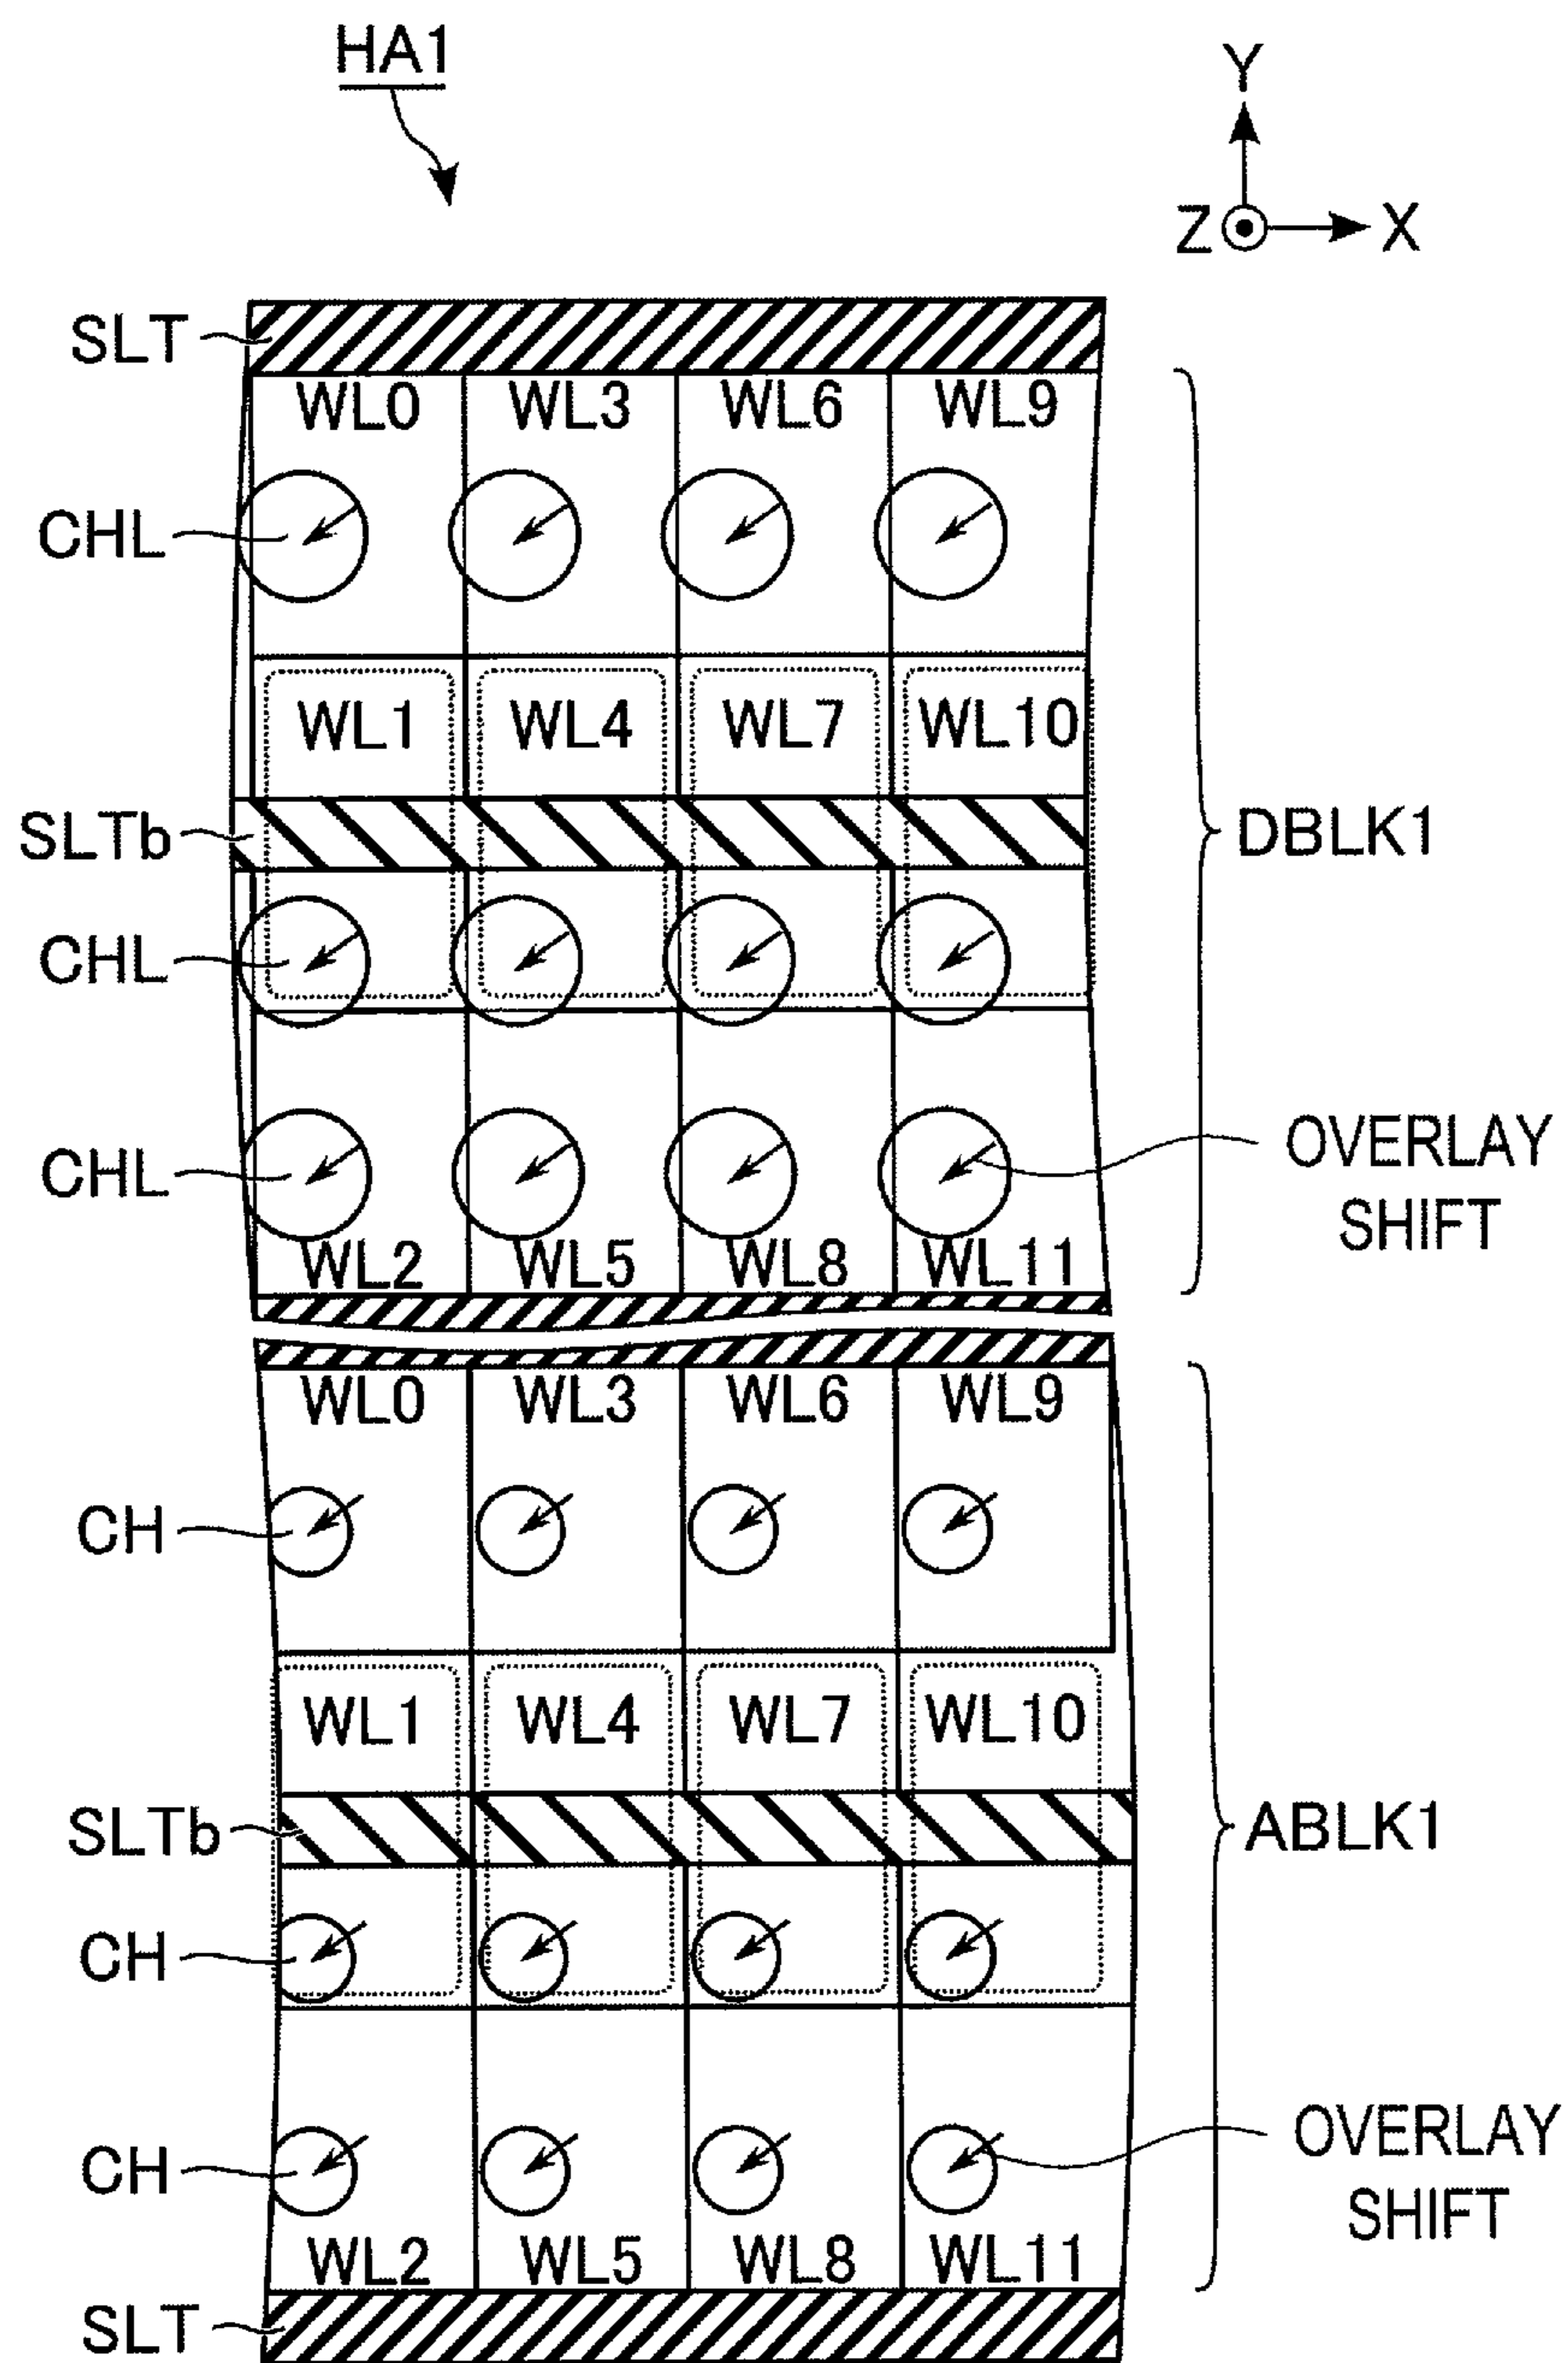 HA1
Y
Z X
SLT
WL0 WL3 WL6 WL9
CHL
WL1 WL4 WL7 WL10
SLTb
DBLK1
CHL
CHL
OVERLAY
SHIFT
WL2 WL5 WL8 WL11
WL0 WL3 WL6 WL9
CH
WL1 WL4 WL7 WL10
SLTb
ABLK1
CH
CH
OVERLAY
SHIFT
WL2 WL5 WL8 WL11
SLT